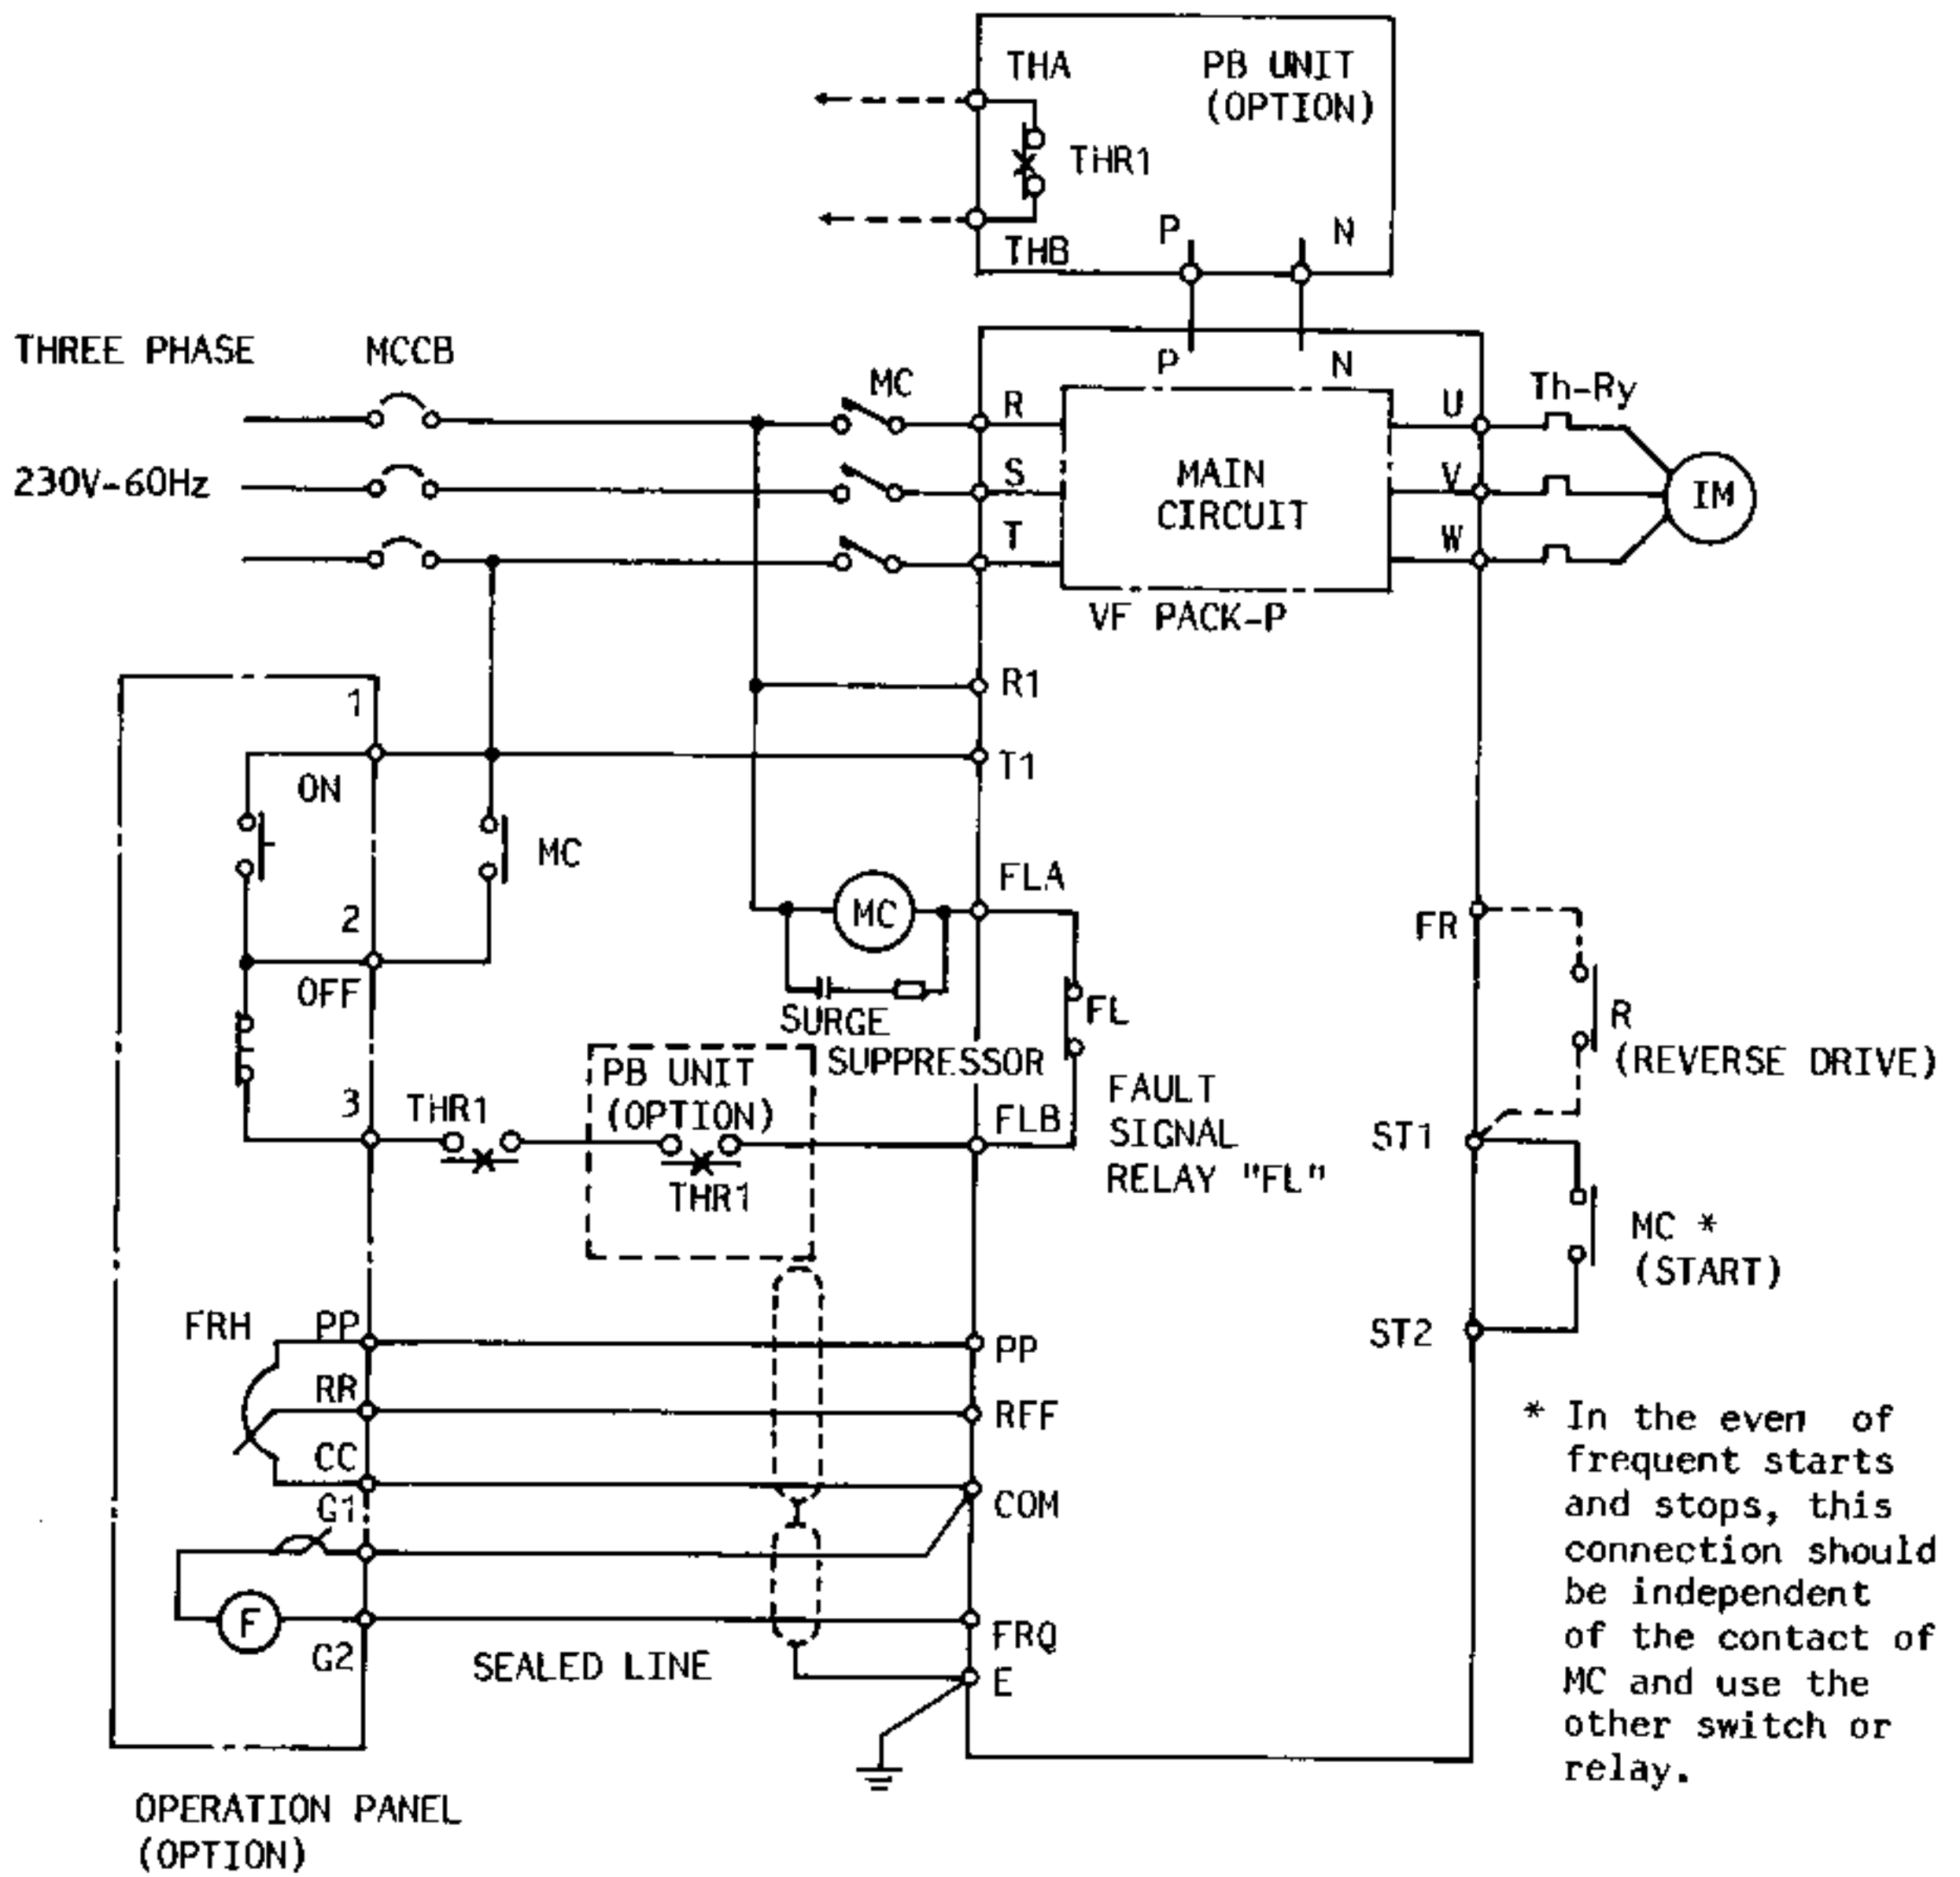 THA
PB UNIT
(OPTION)
THR1
THB
P
N
THREE PHASE
MCCB
MC
R
P
N
U
Th-Ry
230V-60Hz
S
MAIN
CIRCUIT
V
IM
T
W
VF PACK-P
1
R1
T1
ON
MC
FLA
2
MC
FR
OFF
SURGE
SUPPRESSOR
FL
R
(REVERSE DRIVE)
3
THR1
PB UNIT
(OPTION)
THR1
FLB
FAULT
SIGNAL
RELAY "FL"
ST1
MC *
(START)
ST2
FRH
PP
PP
RR
RFF
CC
COM
G1
F
G2
FRQ
SEALED LINE
E
* In the even of
frequent starts
and stops, this
connection should
be independent
of the contact of
MC and use the
other switch or
relay.
OPERATION PANEL
(OPTION)